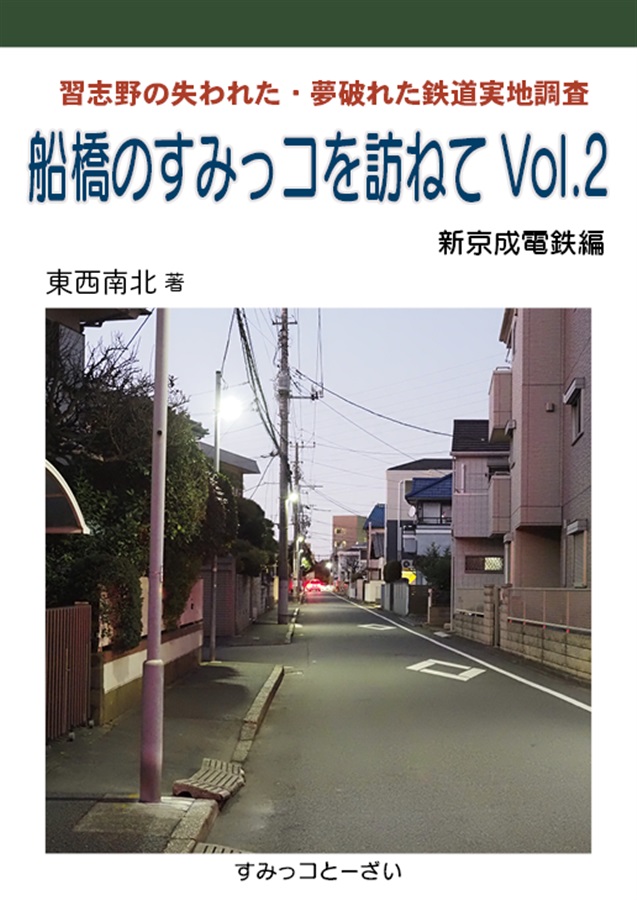 習志野の失われた・夢破れた鉄道実地調査
船橋のすみっコを訪ねて Vol.2
新京成電鉄編
東西南北 著
すみっコとーざい